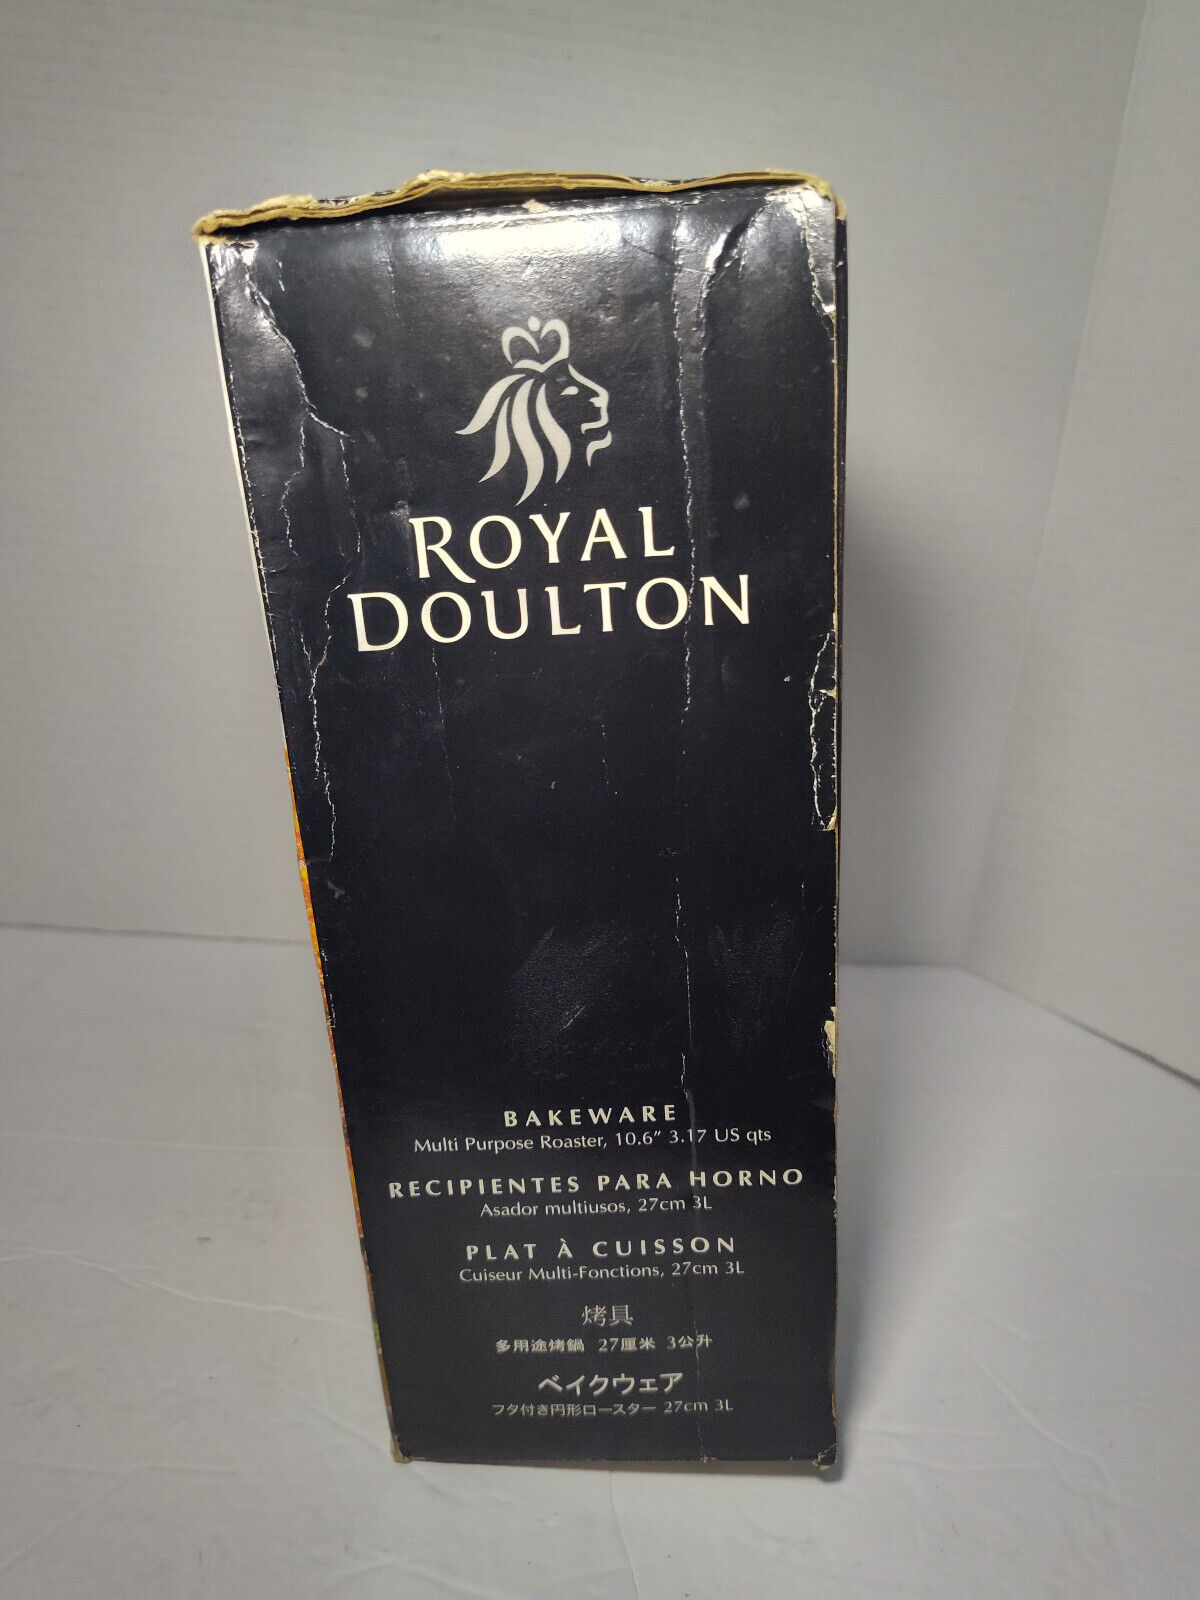 ROYAL
DOULTON
BAKEWARE
Multi Purpose Roaster, 10.6" 3.17 US qts
RECIPIENTES PARA HORNO
Asador multiusos, 27cm 3L
PLAT À CUISSON
Cuiseur Multi-Fonctions, 27cm 3L
烤具
多用途烤鍋 27厘米 3公升
ベイクウェア
フタ付き円形ロースター 27cm 3L